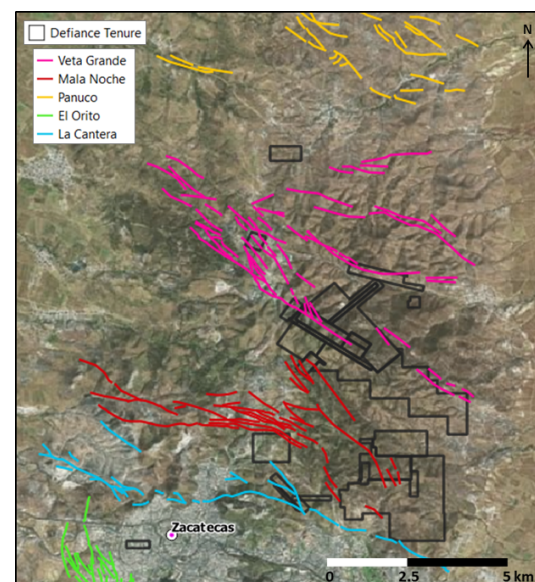 Defiance Tenure
N
Veta Grande
Mala Noche
Panuco
El Orito
La Cantera
Zacatecas
0 2.5 5 km